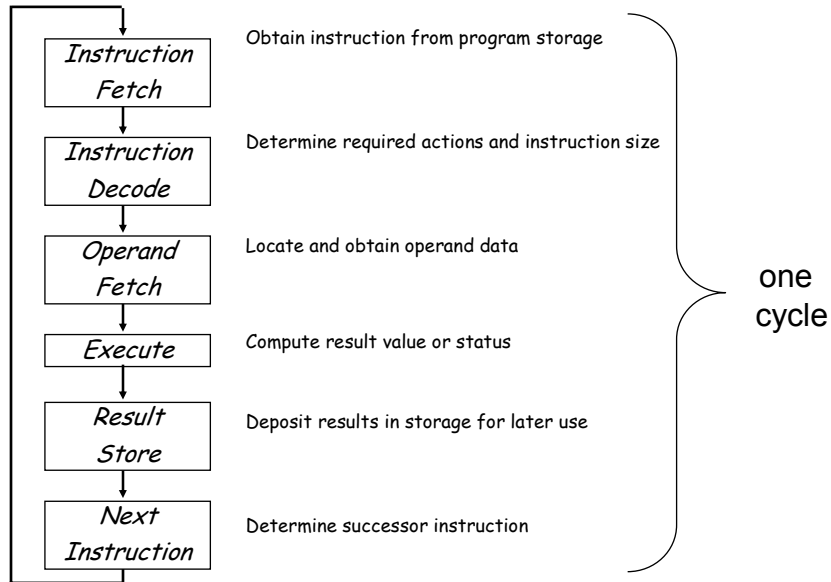 Instruction
Fetch
Obtain instruction from program storage
Instruction
Decode
Determine required actions and instruction size
Operand
Fetch
Locate and obtain operand data
Execute
Compute result value or status
Result
Store
Deposit results in storage for later use
Next
Instruction
Determine successor instruction
one
cycle